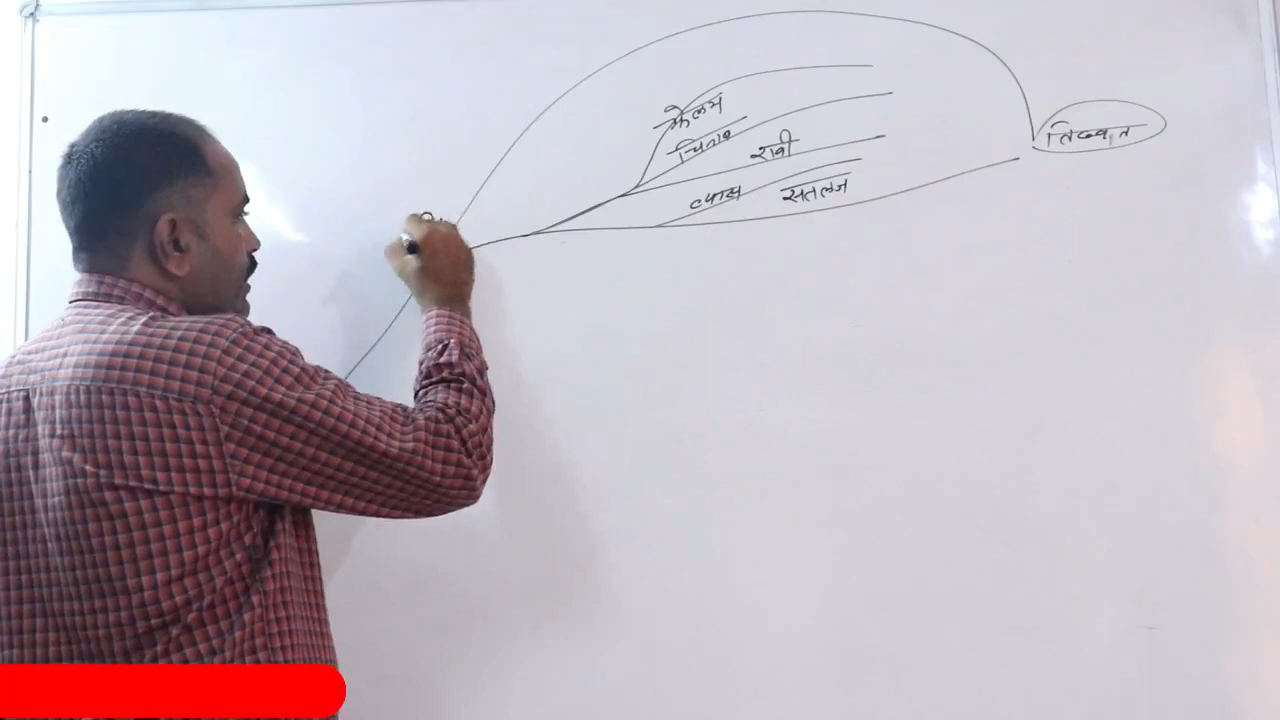 झेलम
चिनाव
रावी
व्यास
सतलज
तिब्बत